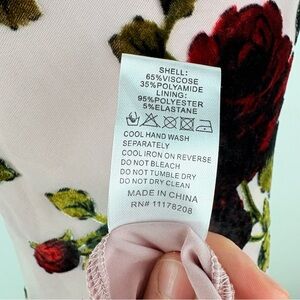 SHELL:
65%VISCOSE
35%POLYAMIDE
LINING:
95%POLYESTER
5%ELASTANE
COOL HAND WASH
SEPARATELY
COOL IRON ON REVERSE
DO NOT BLEACH
DO NOT TUMBLE DRY
DO NOT DRY CLEAN
MADE IN CHINA
RN# 11178208